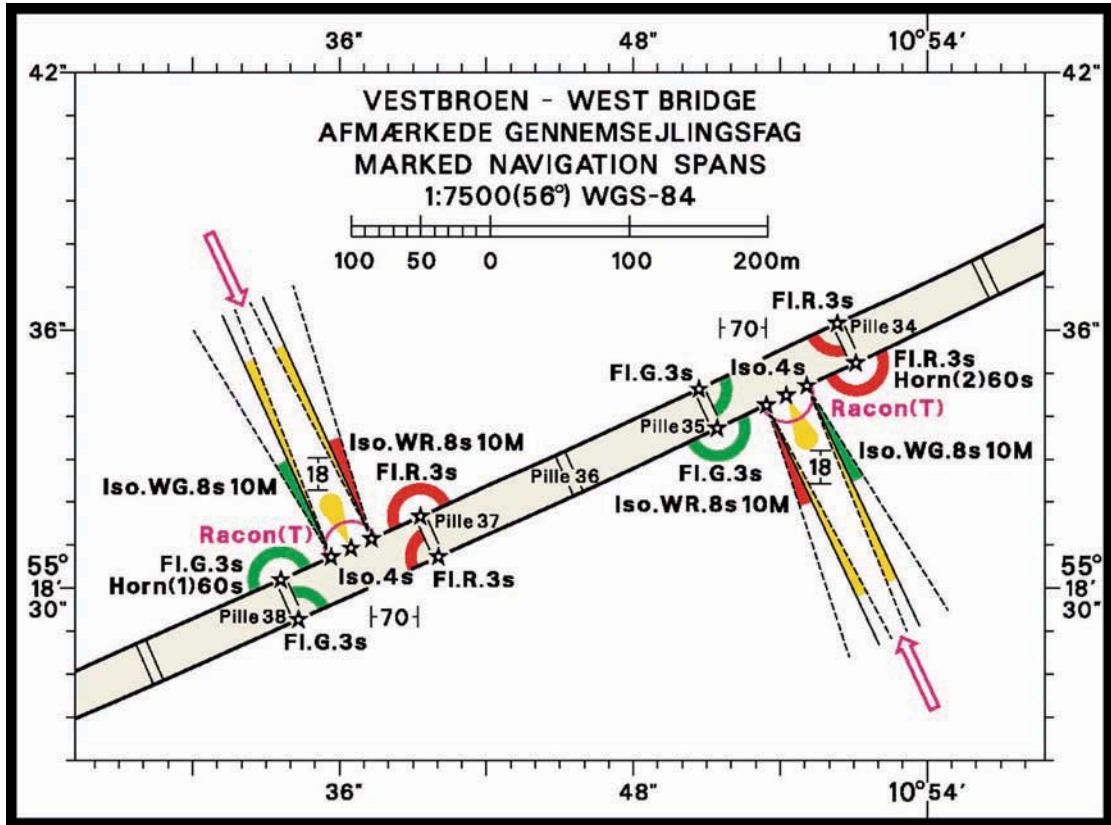 36"
48"
10°54′
42"
42"
VESTBROEN - WEST BRIDGE
AFMÆRKEDE GENNEMSEJLINGSFAG
MARKED NAVIGATION SPANS
1:7500(56°) WGS-84
100 50 0 100 200m
36"
36"
Fl.R.3s
Pille 34
70
Fl.R.3s
Horn(2)60s
Fl.G.3s
Iso.4s
Racon(T)
Pille 35
Iso.WG.8s 10M
Fl.G.3s
18
Iso.WR.8s 10M
Iso.WR.8s 10M
Fl.R.3s
Pille 36
18
Iso.WG.8s 10M
Pille 37
Racon(T)
Fl.G.3s
Horn(1)60s
Iso.4s
Fl.R.3s
Pille 38
70
Fl.G.3s
55°
18′
30"
55°
18′
30"
36"
48"
10°54′